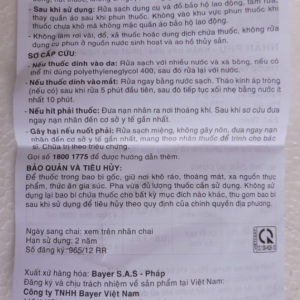 - Sau khi sử dụng: Rửa sạch dụng cụ và đồ bảo hộ lao động, tắm rửa,
thay quần áo sau khi phun thuốc. Không vào khu vực phun thuốc khi
thuốc chưa khô mà không mặc quần áo bảo hộ lao động.
- Không làm rơi vãi, đổ, xả thuốc hoặc dung dịch chứa thuốc, không rửa
dụng cụ phun ở nguồn nước sinh hoạt và ao hồ thủy sản.
SƠ CẤP CỨU:
- Nếu thuốc dính vào da: Rửa sạch với nhiều nước và xà bông, nếu có
thể thì dùng polyethyleneglycol 400, sau đó rửa lại với nước.
- Nếu thuốc dính vào mắt: Rửa ngay bằng nước sạch. Tháo kính áp tròng
(nếu có) sau khi rửa 5 phút đầu tiên, sau đó tiếp tục xối nhẹ bằng nước ít
nhất 10 phút.
- Nếu hít phải thuốc: Đưa nạn nhân ra nơi thoáng khí. Sau khi sơ cứu đưa
ngay nạn nhân đến cơ sở y tế gần nhất.
- Gây hại nếu nuốt phải: Rửa sạch miệng, không gây nôn, đưa ngay nạn
nhân đến cơ sở y tế gần nhất, mang theo nhãn thuốc để trình cho bác
sĩ. Chữa trị theo triệu chứng.
Gọi số 1800 1775 để được hướng dẫn thêm.
BẢO QUẢN VÀ TIÊU HỦY:
Để thuốc trong bao bì gốc, giữ nơi khô ráo, thoáng mát, xa nguồn thực
phẩm, thức ăn gia súc. Pha vừa đủ lượng thuốc cần sử dụng. Không sử
dụng lại bao bì chứa thuốc cho bất kỳ mục đích nào khác, thu gom bao bì
sau khi sử dụng để tiêu hủy theo quy định của chính quyền địa phương.
Ngày sang chai: xem trên nhãn chai
Hạn sử dụng: 2 năm
Số đăng ký: 965/12 RR
Xuất xứ hàng hóa: Bayer S.A.S - Pháp
Đăng ký và chịu trách nhiệm về sản phẩm tại Việt Nam:
Công ty TNHH Bayer Việt Nam